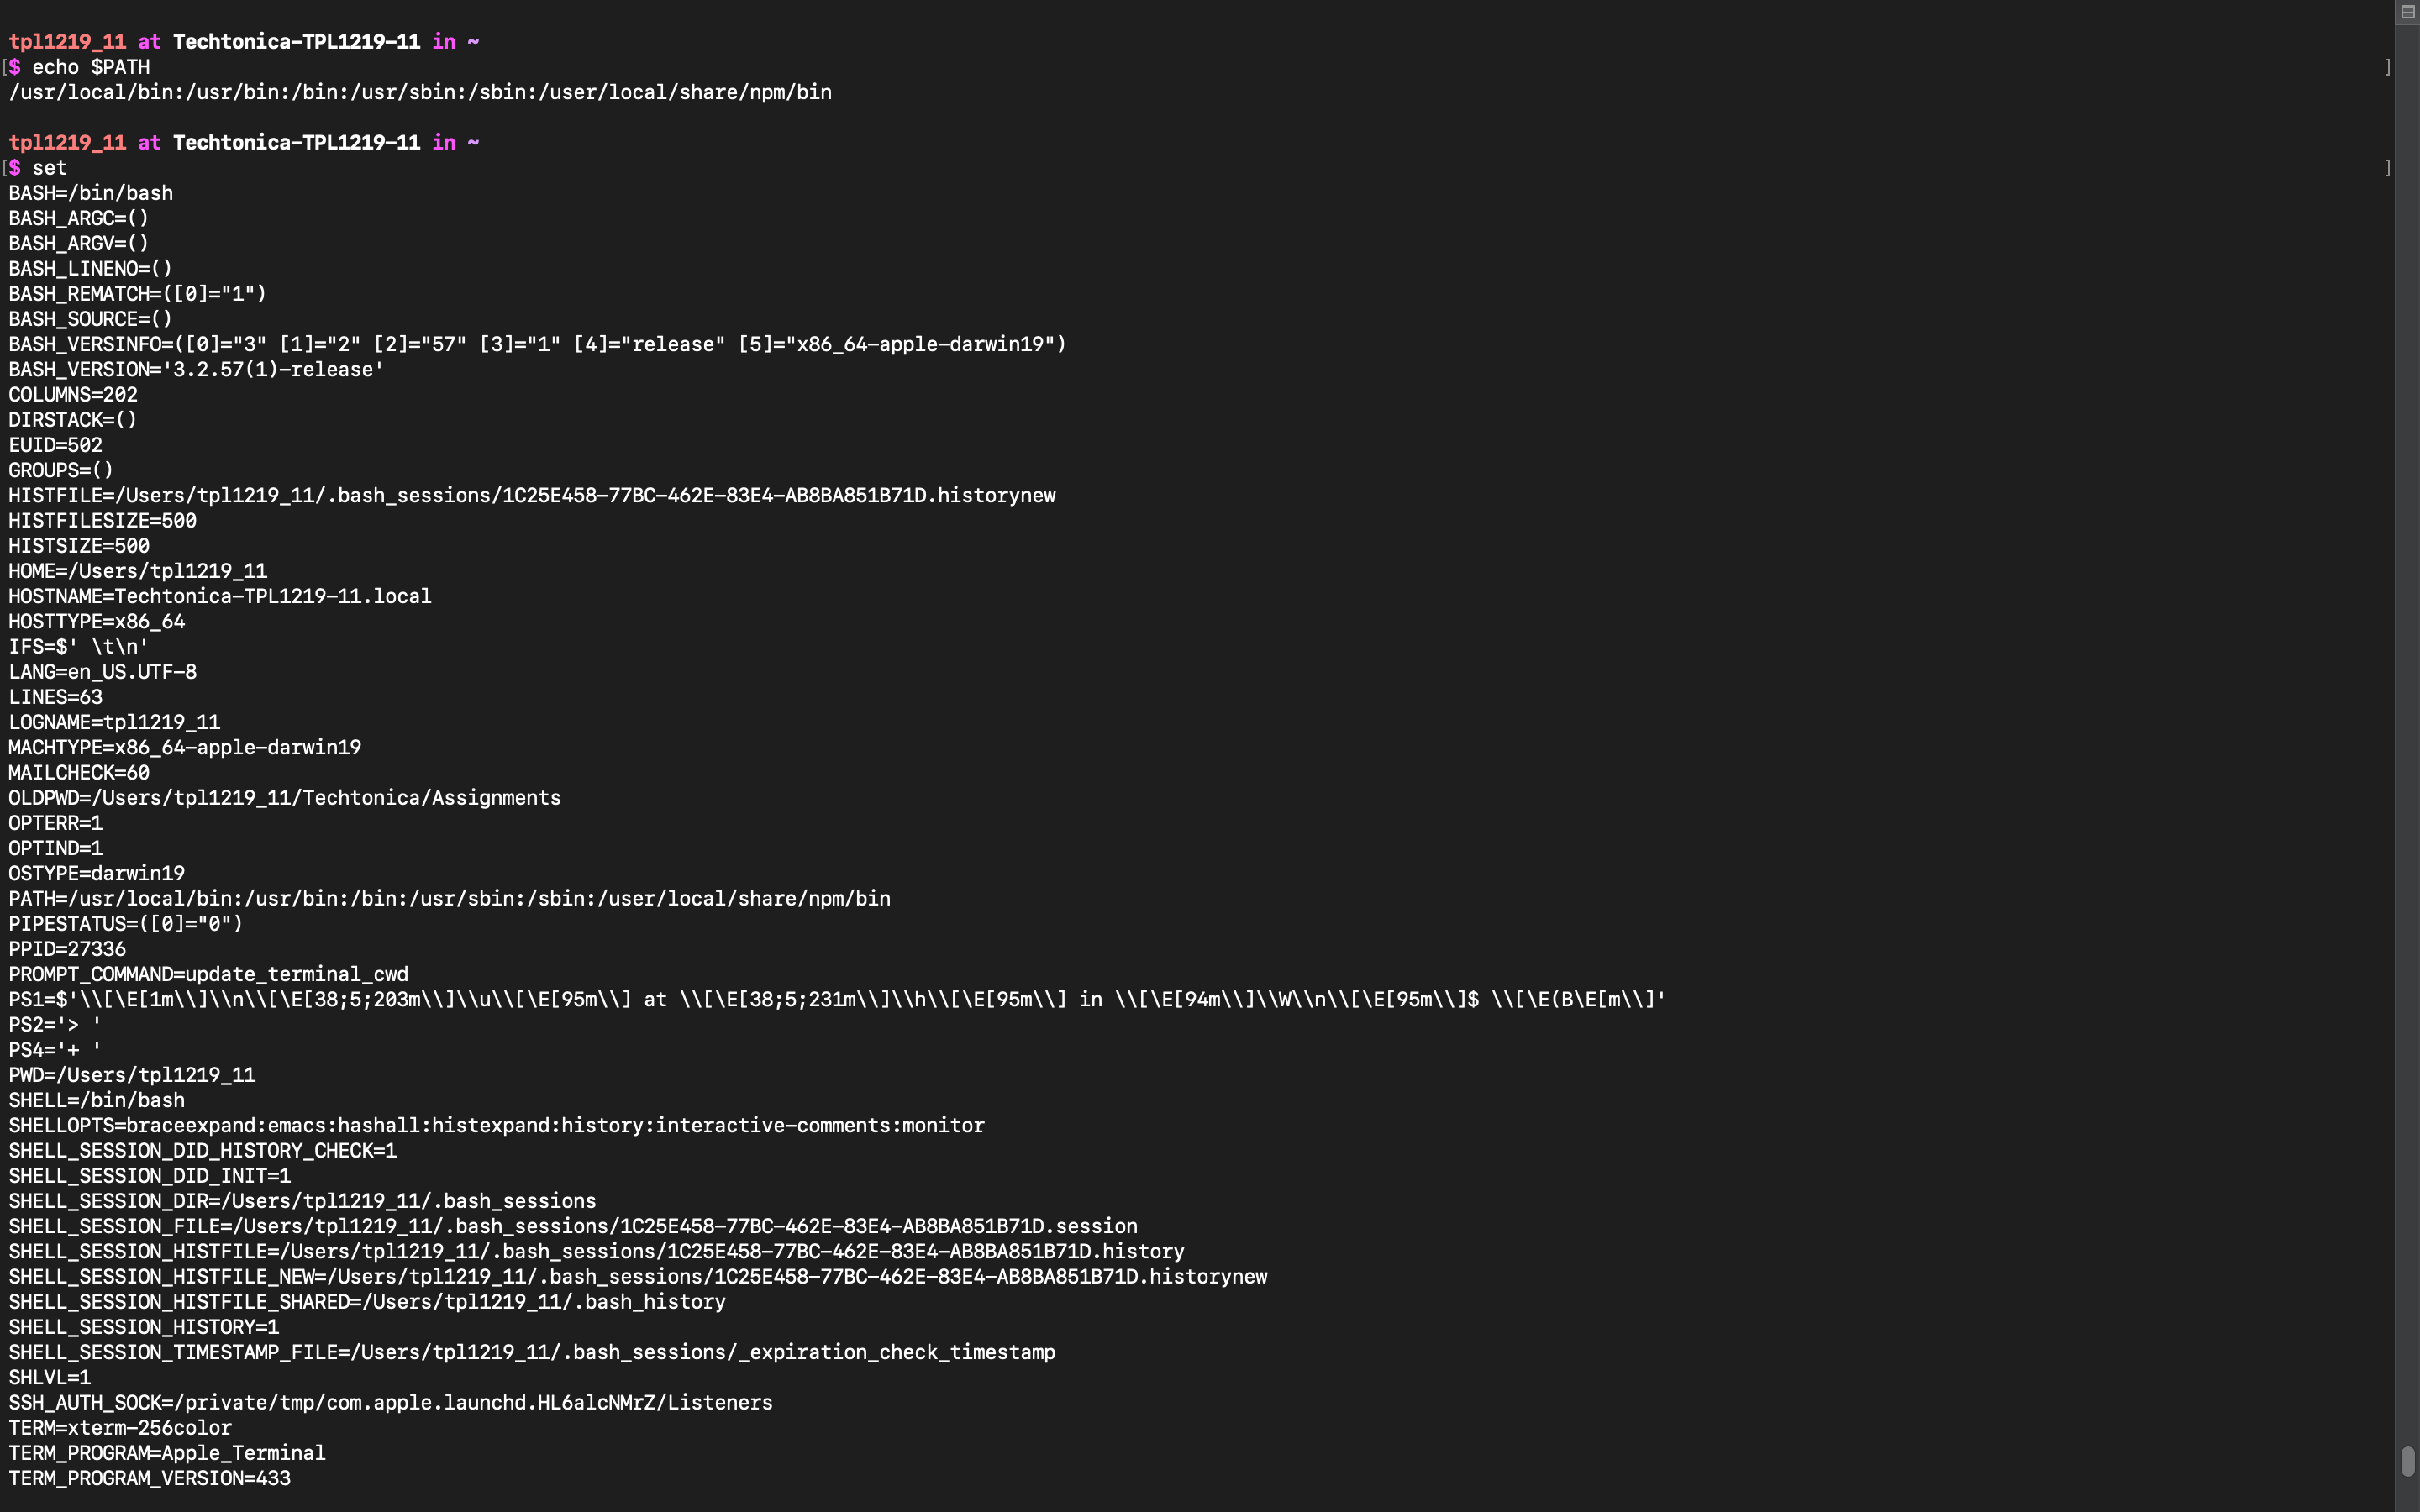 tpl1219_11 at Techtonica-TPL1219-11 in ~
[$ echo $PATH ]
/usr/local/bin:/usr/bin:/bin:/usr/sbin:/sbin:/user/local/share/npm/bin
tpl1219_11 at Techtonica-TPL1219-11 in ~
[$ set ]
BASH=/bin/bash
BASH_ARGC=()
BASH_ARGV=()
BASH_LINENO=()
BASH_REMATCH=([0]="1")
BASH_SOURCE=()
BASH_VERSINFO=([0]="3" [1]="2" [2]="57" [3]="1" [4]="release" [5]="x86_64-apple-darwin19")
BASH_VERSION='3.2.57(1)-release'
COLUMNS=202
DIRSTACK=()
EUID=502
GROUPS=()
HISTFILE=/Users/tpl1219_11/.bash_sessions/1C25E458-77BC-462E-83E4-AB8BA851B71D.historynew
HISTFILESIZE=500
HISTSIZE=500
HOME=/Users/tpl1219_11
HOSTNAME=Techtonica-TPL1219-11.local
HOSTTYPE=x86_64
IFS=$' \t\n'
LANG=en_US.UTF-8
LINES=63
LOGNAME=tpl1219_11
MACHTYPE=x86_64-apple-darwin19
MAILCHECK=60
OLDPWD=/Users/tpl1219_11/Techtonica/Assignments
OPTERR=1
OPTIND=1
OSTYPE=darwin19
PATH=/usr/local/bin:/usr/bin:/bin:/usr/sbin:/sbin:/user/local/share/npm/bin
PIPESTATUS=([0]="0")
PPID=27336
PROMPT_COMMAND=update_terminal_cwd
PS1=$'\\[\E[1m\\]\\n\\[\E[38;5;203m\\]\\u\\[\E[95m\\] at \\[\E[38;5;231m\\]\\h\\[\E[95m\\] in \\[\E[94m\\]\\W\\n\\[\E[95m\\]$ \\[\E(B\E[m\\]'
PS2='> '
PS4='+ '
PWD=/Users/tpl1219_11
SHELL=/bin/bash
SHELLOPTS=braceexpand:emacs:hashall:histexpand:history:interactive-comments:monitor
SHELL_SESSION_DID_HISTORY_CHECK=1
SHELL_SESSION_DID_INIT=1
SHELL_SESSION_DIR=/Users/tpl1219_11/.bash_sessions
SHELL_SESSION_FILE=/Users/tpl1219_11/.bash_sessions/1C25E458-77BC-462E-83E4-AB8BA851B71D.session
SHELL_SESSION_HISTFILE=/Users/tpl1219_11/.bash_sessions/1C25E458-77BC-462E-83E4-AB8BA851B71D.history
SHELL_SESSION_HISTFILE_NEW=/Users/tpl1219_11/.bash_sessions/1C25E458-77BC-462E-83E4-AB8BA851B71D.historynew
SHELL_SESSION_HISTFILE_SHARED=/Users/tpl1219_11/.bash_history
SHELL_SESSION_HISTORY=1
SHELL_SESSION_TIMESTAMP_FILE=/Users/tpl1219_11/.bash_sessions/_expiration_check_timestamp
SHLVL=1
SSH_AUTH_SOCK=/private/tmp/com.apple.launchd.HL6alcNMrZ/Listeners
TERM=xterm-256color
TERM_PROGRAM=Apple_Terminal
TERM_PROGRAM_VERSION=433